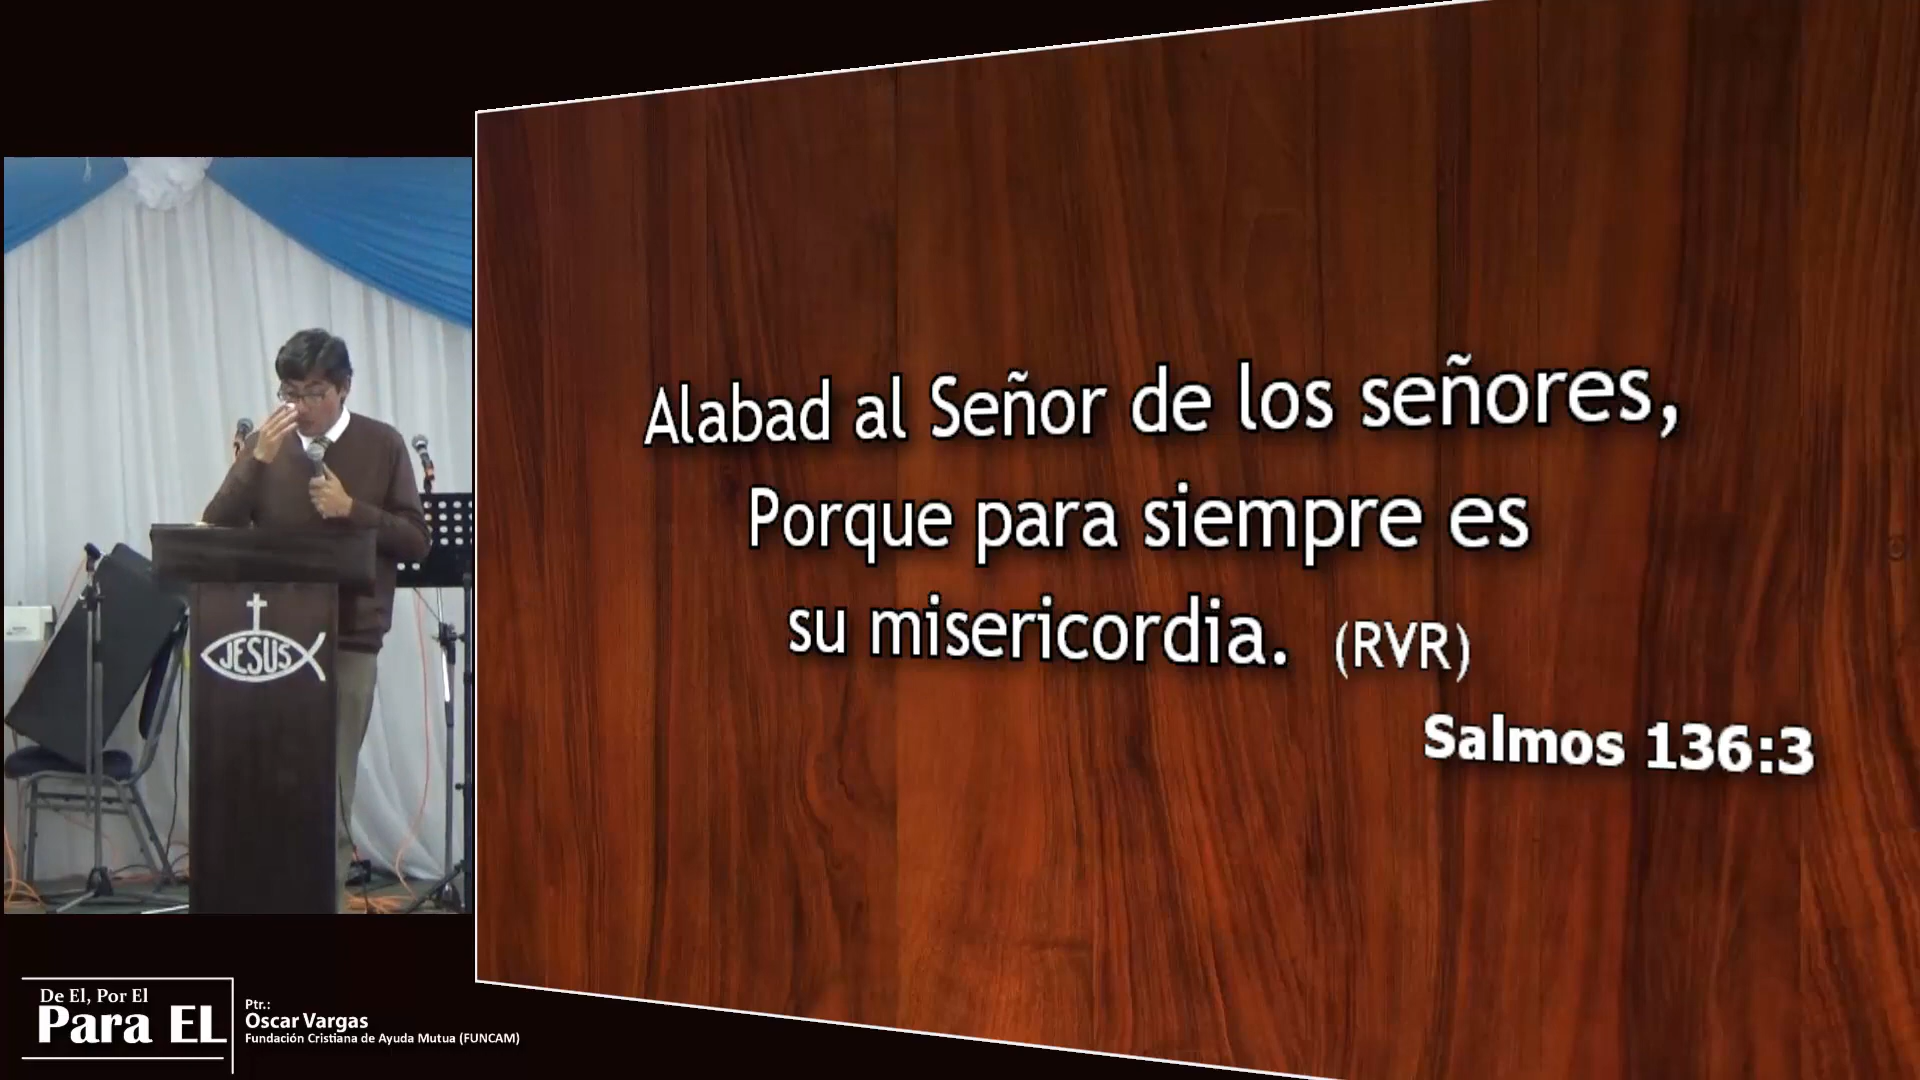 Alabad al Señor de los señores,
Porque para siempre es
su misericordia. (RVR)
Salmos 136:3
JESUS
De El, Por El
Para EL
Ptr.:
Oscar Vargas
Fundación Cristiana de Ayuda Mutua (FUNCAM)